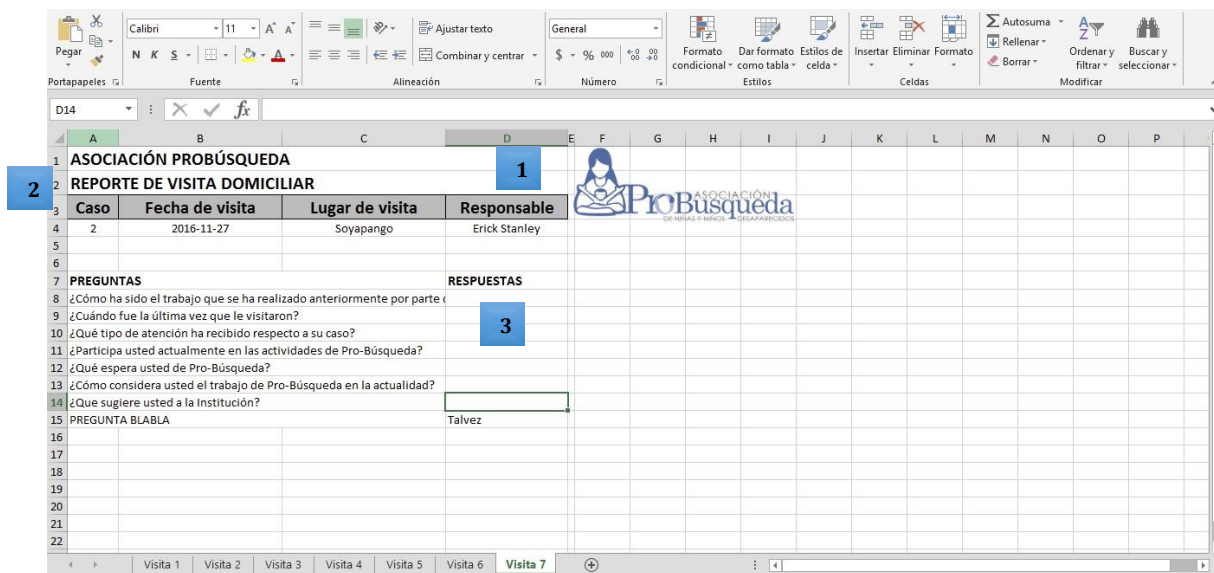 Pegar
Calibri 11 A A
N K S A
Ajustar texto
Combinar y centrar
General
$ % 000
Formato condicional
Dar formato como tabla
Estilos de celda
Insertar Eliminar Formato
Autosuma
Rellenar
Borrar
Ordenar y filtrar
Buscar y seleccionar
Portapapeles Fuente Alineación Número Estilos Celdas Modificar
D14 fx
A B C D E F G H I J K L M N O P
1 ASOCIACIÓN PROBÚSQUEDA
1
2
2 REPORTE DE VISITA DOMICILIAR
ASOCIACIÓN
ProBúsqueda
DE NIÑAS Y NIÑOS DESAPARECIDOS
3 Caso Fecha de visita Lugar de visita Responsable
4 2 2016-11-27 Soyapango Erick Stanley
5
6
7 PREGUNTAS RESPUESTAS
8 ¿Cómo ha sido el trabajo que se ha realizado anteriormente por parte
9 ¿Cuándo fue la última vez que le visitaron?
3
10 ¿Qué tipo de atención ha recibido respecto a su caso?
11 ¿Participa usted actualmente en las actividades de Pro-Búsqueda?
12 ¿Qué espera usted de Pro-Búsqueda?
13 ¿Cómo considera usted el trabajo de Pro-Búsqueda en la actualidad?
14 ¿Que sugiere usted a la Institución?
15 PREGUNTA BLABLA Talvez
16
17
18
19
20
21
22
Visita 1 Visita 2 Visita 3 Visita 4 Visita 5 Visita 6 Visita 7